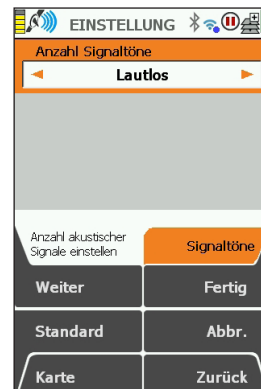 EINSTELLUNG
Anzahl Signaltöne
Lautlos
Anzahl akustischer
Signale einstellen
Signaltöne
Weiter
Fertig
Standard
Abbr.
Karte
Zurück